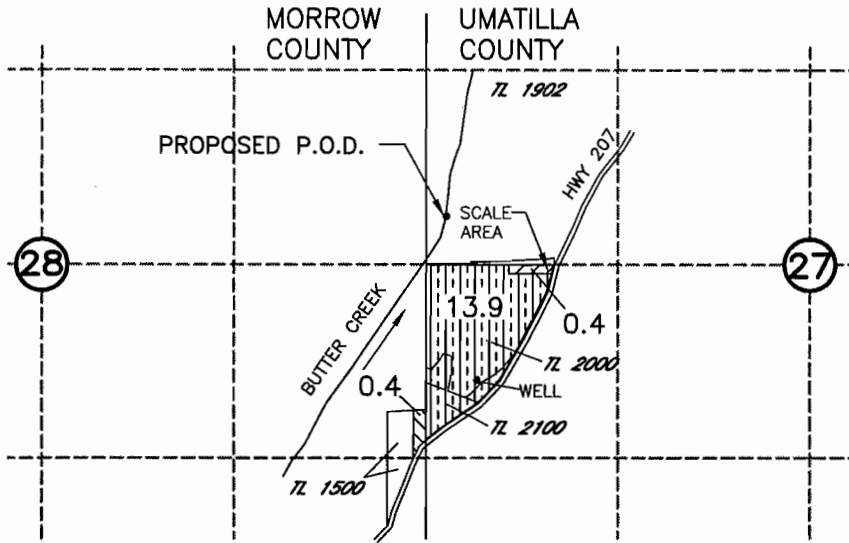 MORROW
COUNTY
UMATILLA
COUNTY
TL 1902
PROPOSED P.O.D.
HWY 207
SCALE
AREA
28
27
13.9
0.4
BUTTER CREEK
TL 2000
0.4
WELL
TL 2100
TL 1500